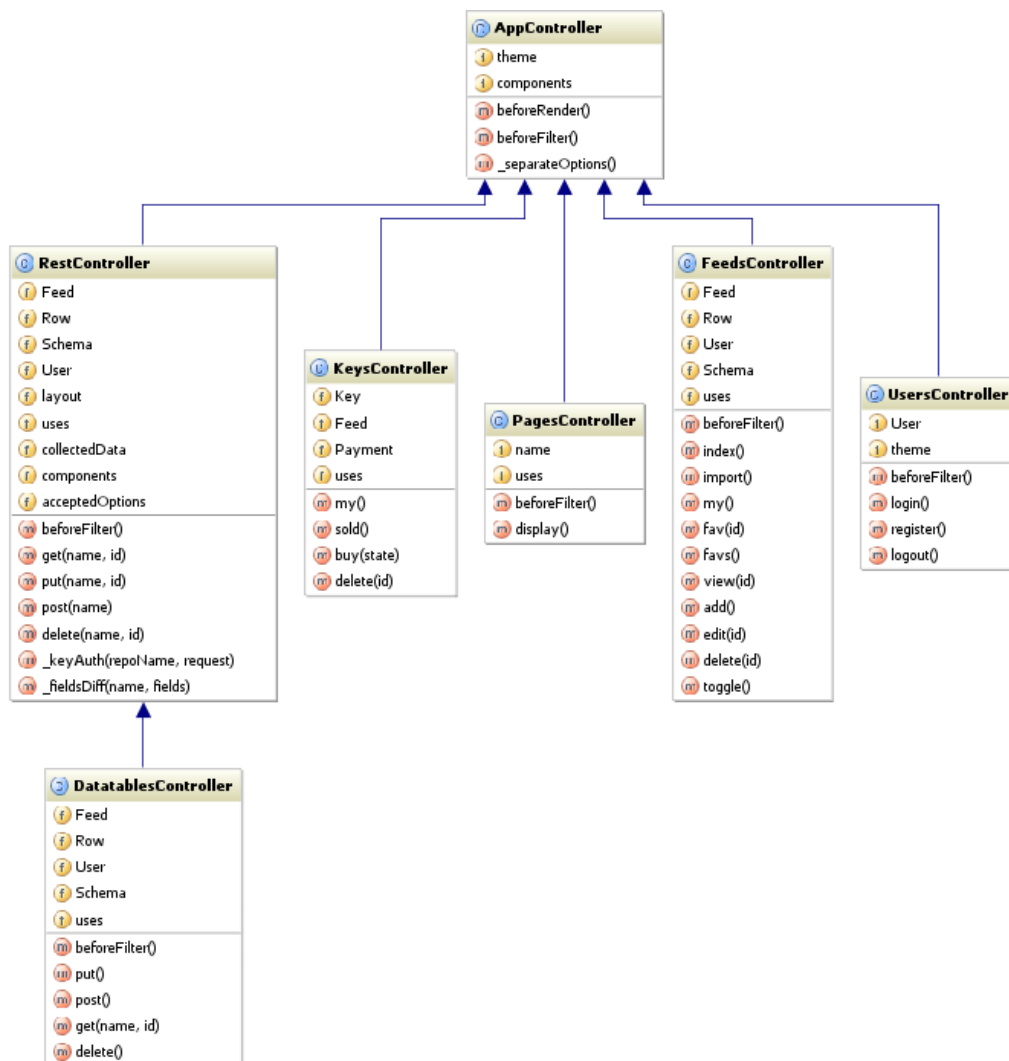 AppController
theme
components
beforeRender()
beforeFilter()
_separateOptions()
RestController
Feed
Row
Schema
User
layout
uses
collectedData
components
acceptedOptions
beforeFilter()
get(name, id)
put(name, id)
post(name)
delete(name, id)
_keyAuth(repoName, request)
_fieldsDiff(name, fields)
KeysController
Key
Feed
Payment
uses
my()
sold()
buy(state)
delete(id)
PagesController
name
uses
beforeFilter()
display()
FeedsController
Feed
Row
User
Schema
uses
beforeFilter()
index()
import()
my()
fav(id)
favs()
view(id)
add()
edit(id)
delete(id)
toggle()
UsersController
User
theme
beforeFilter()
login()
register()
logout()
DatatablesController
Feed
Row
User
Schema
uses
beforeFilter()
put()
post()
get(name, id)
delete()